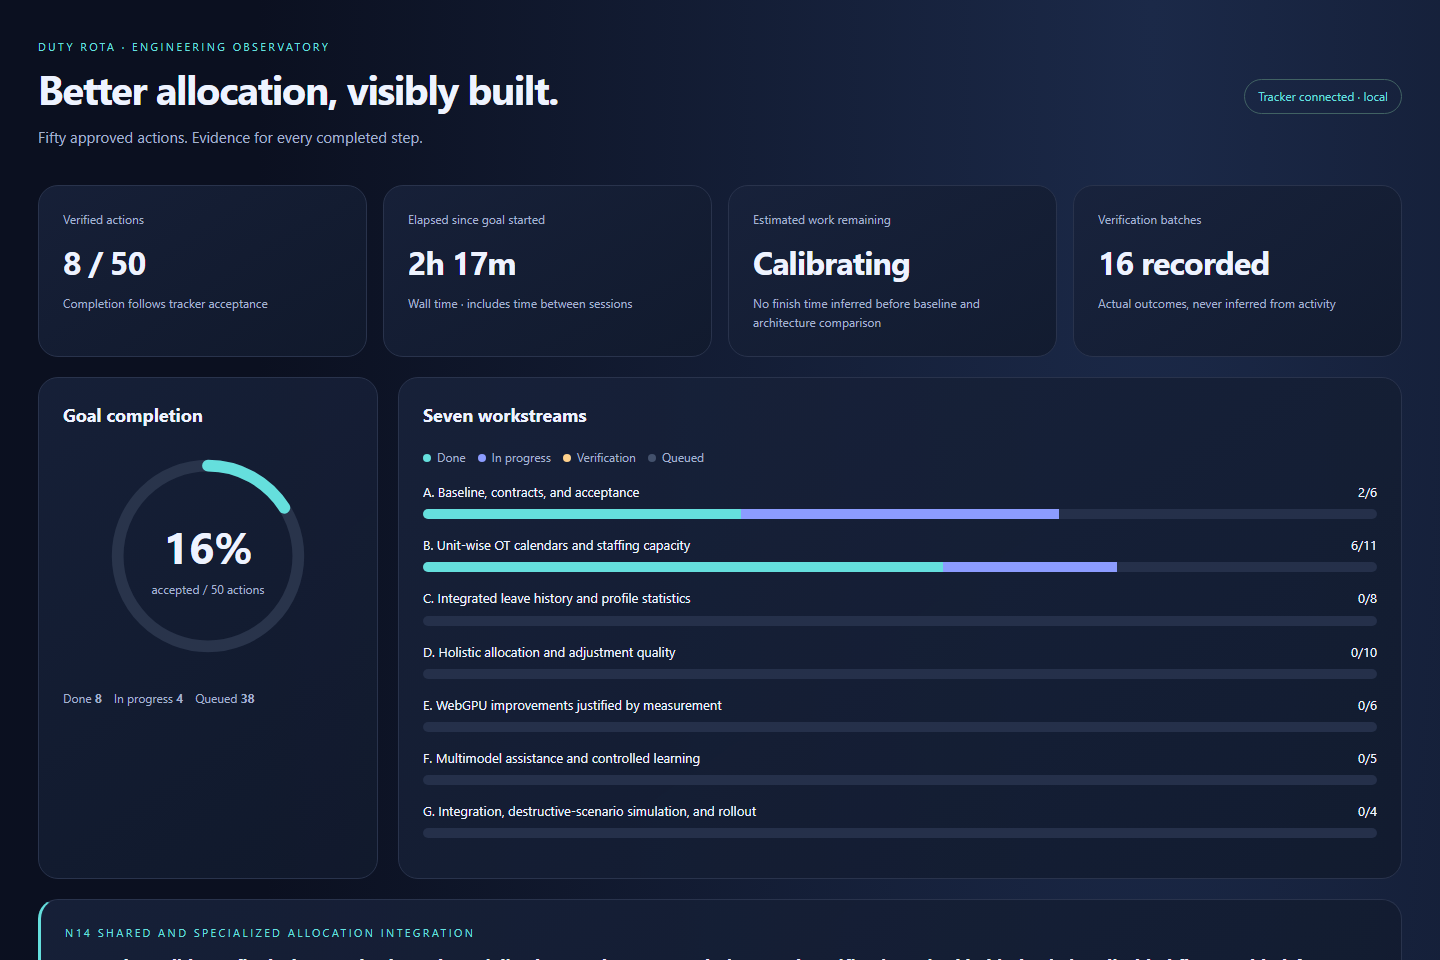 DUTY ROTA · ENGINEERING OBSERVATORY
Better allocation, visibly built.
Fifty approved actions. Evidence for every completed step.
Tracker connected · local
Verified actions
8 / 50
Completion follows tracker acceptance
Elapsed since goal started
2h 17m
Wall time · includes time between sessions
Estimated work remaining
Calibrating
No finish time inferred before baseline and
architecture comparison
Verification batches
16 recorded
Actual outcomes, never inferred from activity
Goal completion
16%
accepted / 50 actions
Done 8 In progress 4 Queued 38
Seven workstreams
Done In progress Verification Queued
A. Baseline, contracts, and acceptance 2/6
B. Unit-wise OT calendars and staffing capacity 6/11
C. Integrated leave history and profile statistics 0/8
D. Holistic allocation and adjustment quality 0/10
E. WebGPU improvements justified by measurement 0/6
F. Multimodel assistance and controlled learning 0/5
G. Integration, destructive-scenario simulation, and rollout 0/4
N14 SHARED AND SPECIALIZED ALLOCATION INTEGRATION